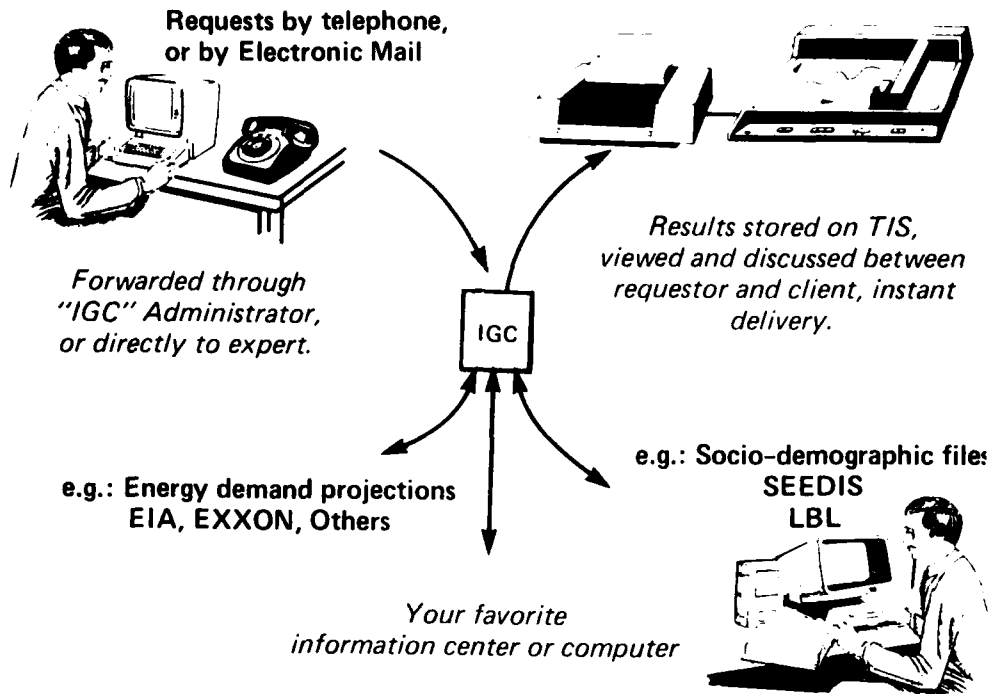 Requests by telephone,
or by Electronic Mail
Forwarded through
"IGC" Administrator,
or directly to expert.
Results stored on TIS,
viewed and discussed between
requestor and client, instant
delivery.
IGC
e.g.: Energy demand projections
EIA, EXXON, Others
e.g.: Socio-demographic files
SEEDIS
LBL
Your favorite
information center or computer